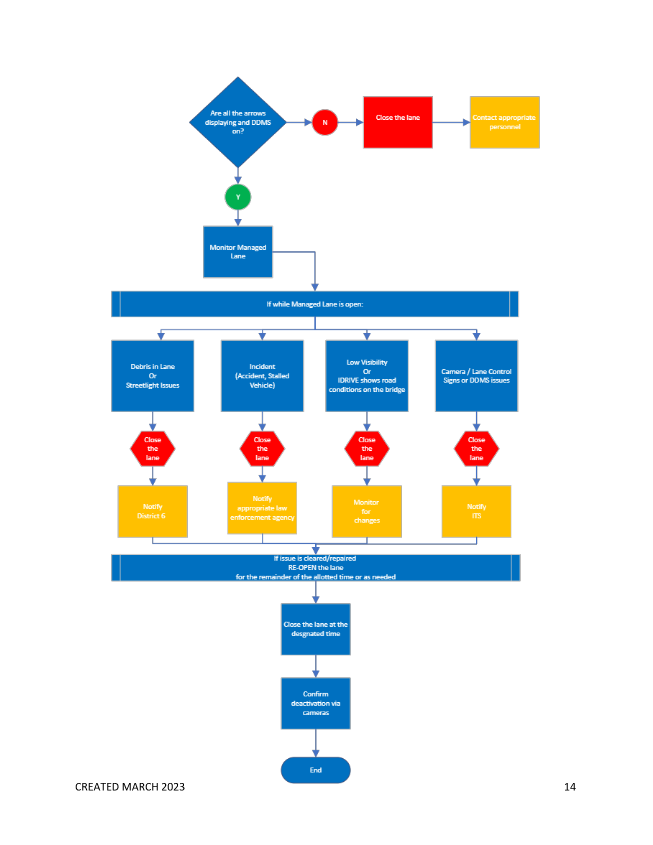 Are all the arrows
displaying and DDMS
on?
N
Close the lane
Contact appropriate
personnel
Y
Monitor Managed
Lane
If while Managed Lane is open:
Debris in Lane
Or
Streetlight Issues
Incident
(Accident, Stalled
Vehicle)
Low Visibility
Or
IDRIVE shows road
conditions on the bridge
Camera / Lane Control
Signs or DDMS issues
Close
the
lane
Close
the
lane
Close
the
lane
Close
the
lane
Notify
District 6
Notify
appropriate law
enforcement agency
Monitor
for
changes
Notify
ITS
If issue is cleared/repaired
RE-OPEN the lane
for the remainder of the allotted time or as needed
Close the lane at the
desgnated time
Confirm
deactivation via
cameras
End
CREATED MARCH 2023
14